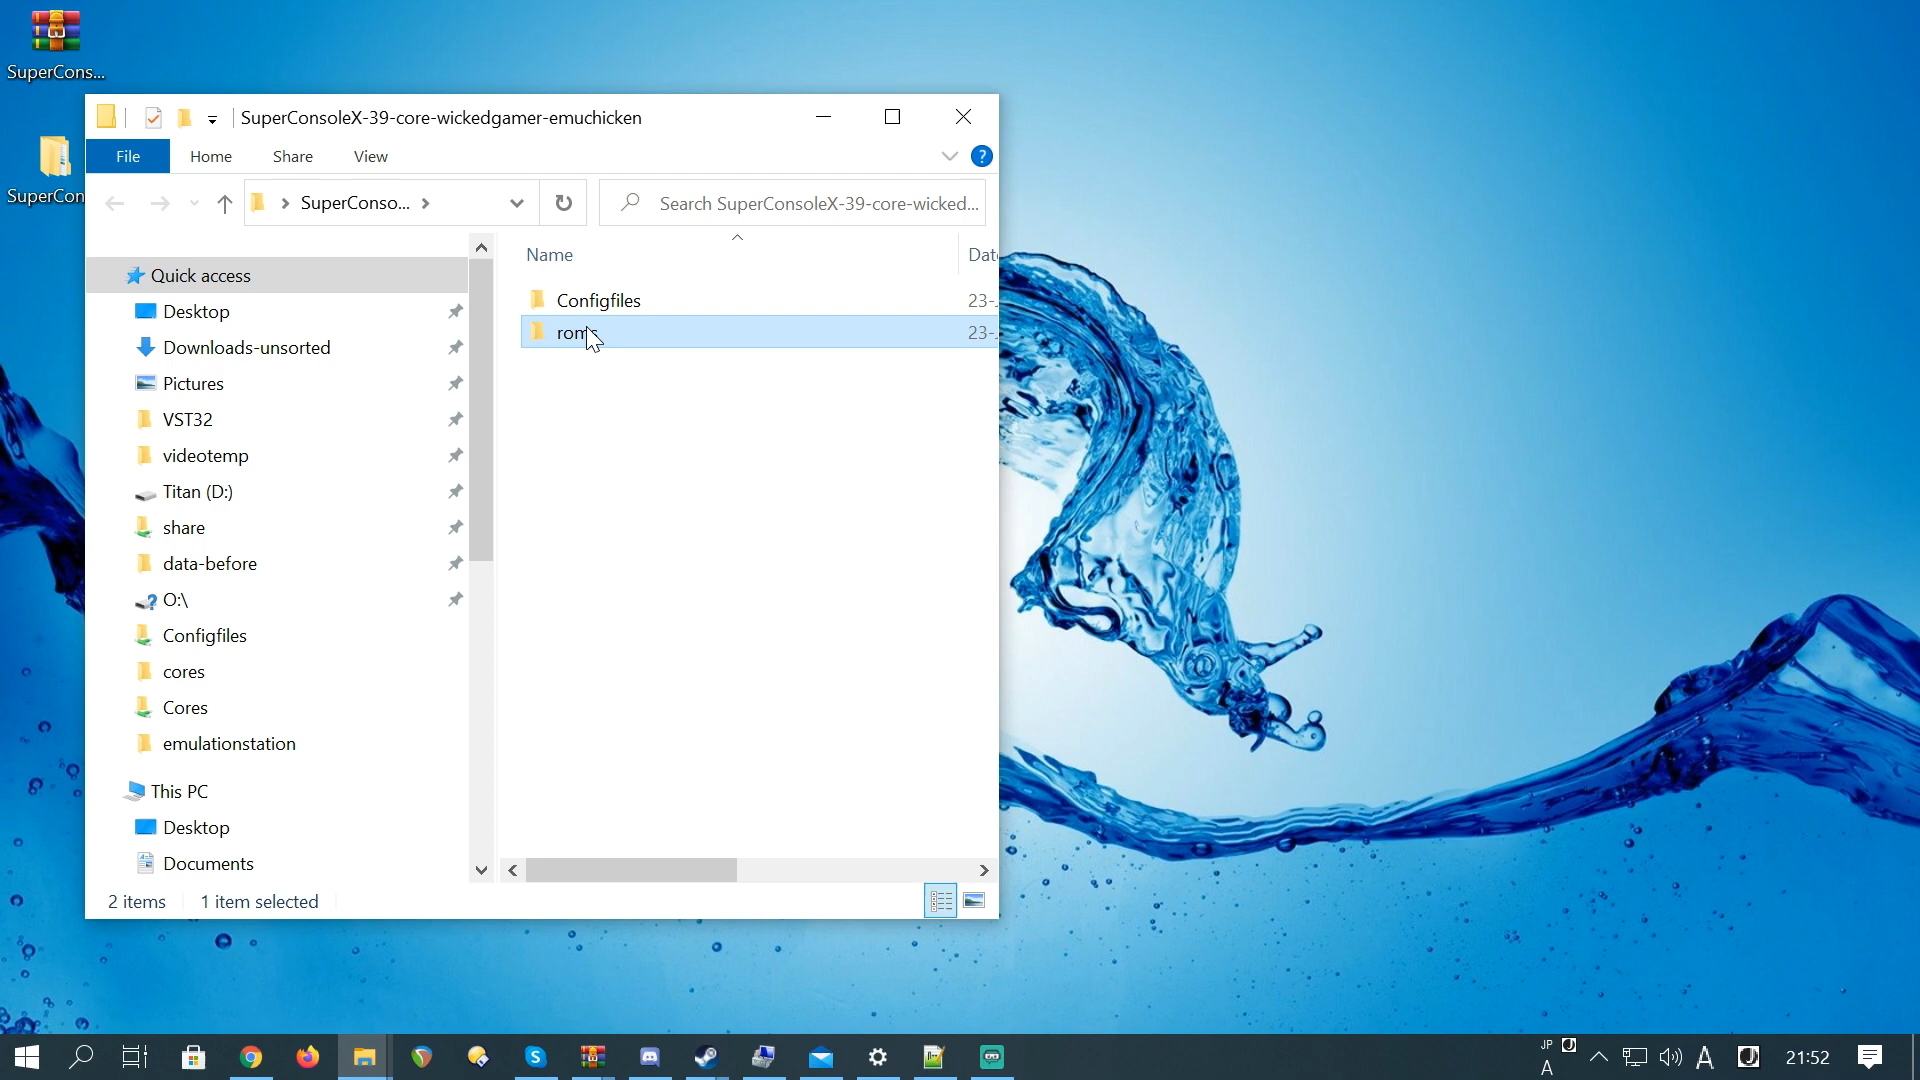 SuperCons...
SuperCon
SuperConsoleX-39-core-wickedgamer-emuchicken
File
Home
Share
View
?
SuperConso...
Search SuperConsoleX-39-core-wicked...
Name
Date
Quick access
Desktop
Downloads-unsorted
Pictures
VST32
videotemp
Titan (D:)
share
data-before
O:\
Configfiles
cores
Cores
emulationstation
This PC
Desktop
Documents
Configfiles
23-
roms
23-
2 items
1 item selected
JP
A
J
A
J
21:52